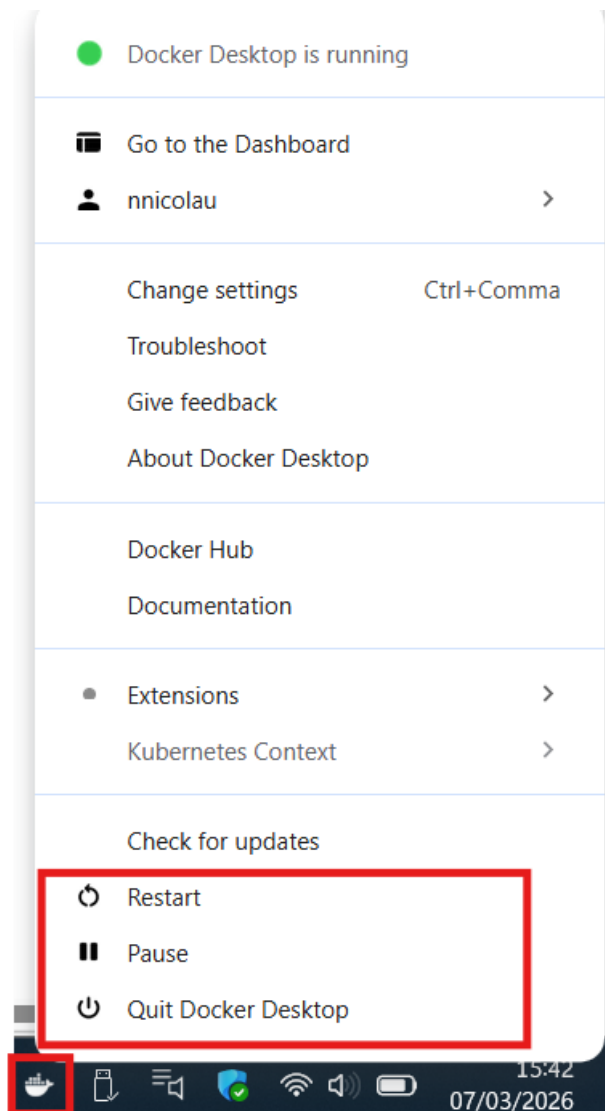 Docker Desktop is running
Go to the Dashboard
nnicolau
Change settings Ctrl+Comma
Troubleshoot
Give feedback
About Docker Desktop
Docker Hub
Documentation
Extensions
Kubernetes Context
Check for updates
Restart
Pause
Quit Docker Desktop
15:42
07/03/2026